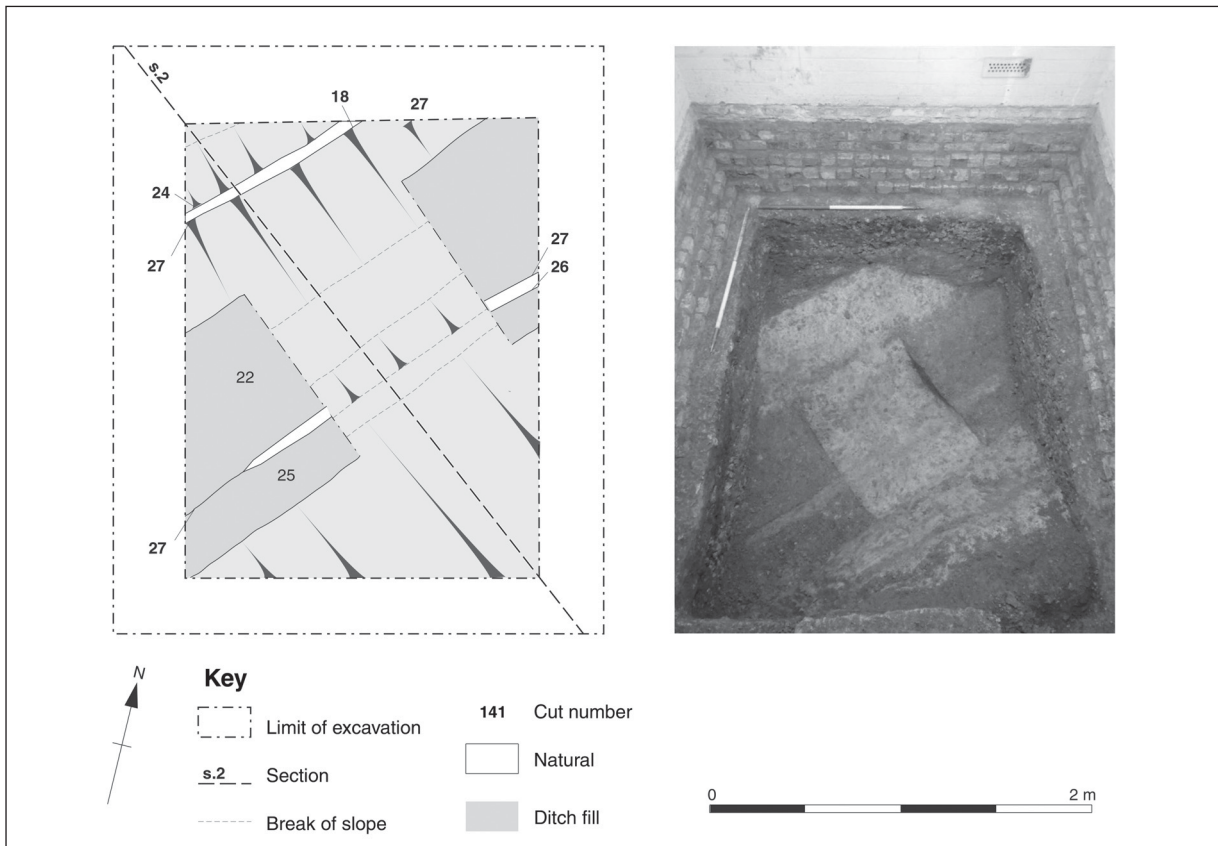 s.2
18
27
24
27
27
26
22
25
27
N
Key
Limit of excavation
s.2 Section
Break of slope
141 Cut number
Natural
Ditch fill
0 2 m